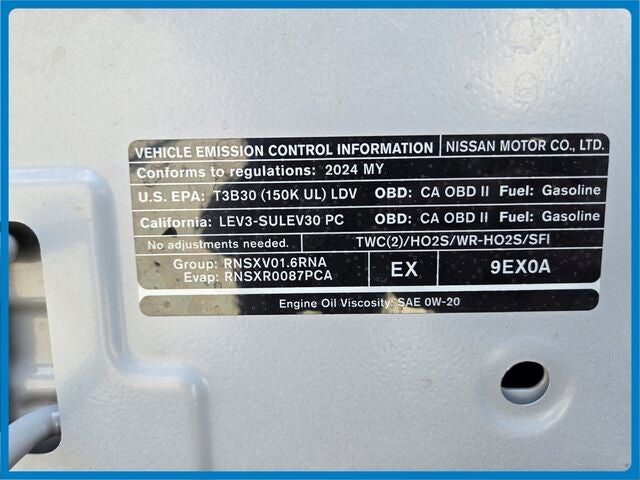 VEHICLE EMISSION CONTROL INFORMATION NISSAN MOTOR CO., LTD.
Conforms to regulations: 2024 MY
U.S. EPA: T3B30 (150K UL) LDV OBD: CA OBD II Fuel: Gasoline
California: LEV3-SULEV30 PC OBD: CA OBD II Fuel: Gasoline
No adjustments needed. TWC(2)/HO2S/WR-HO2S/SFI
Group: RNSXV01.6RNA
Evap: RNSXR0087PCA
EX 9EX0A
Engine Oil Viscosity: SAE 0W-20